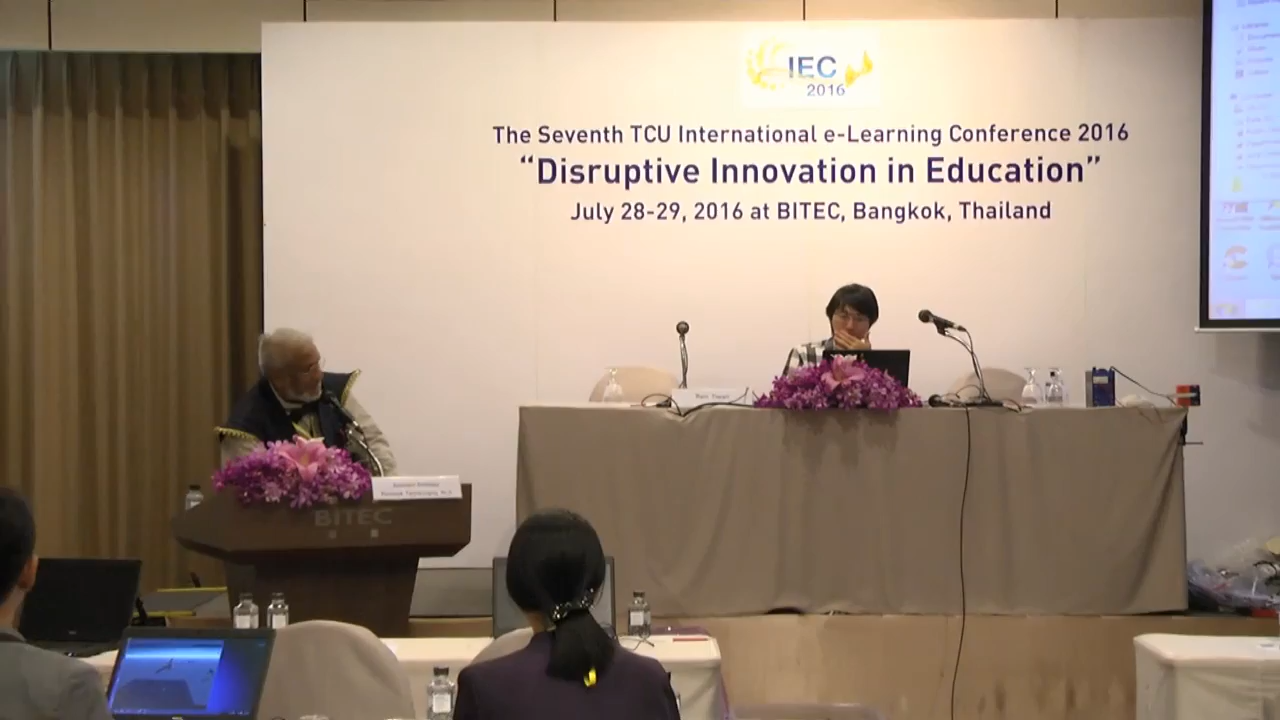 IEC
2016
The Seventh TCU International e-Learning Conference 2016
“Disruptive Innovation in Education”
July 28-29, 2016 at BITEC, Bangkok, Thailand
BITEC